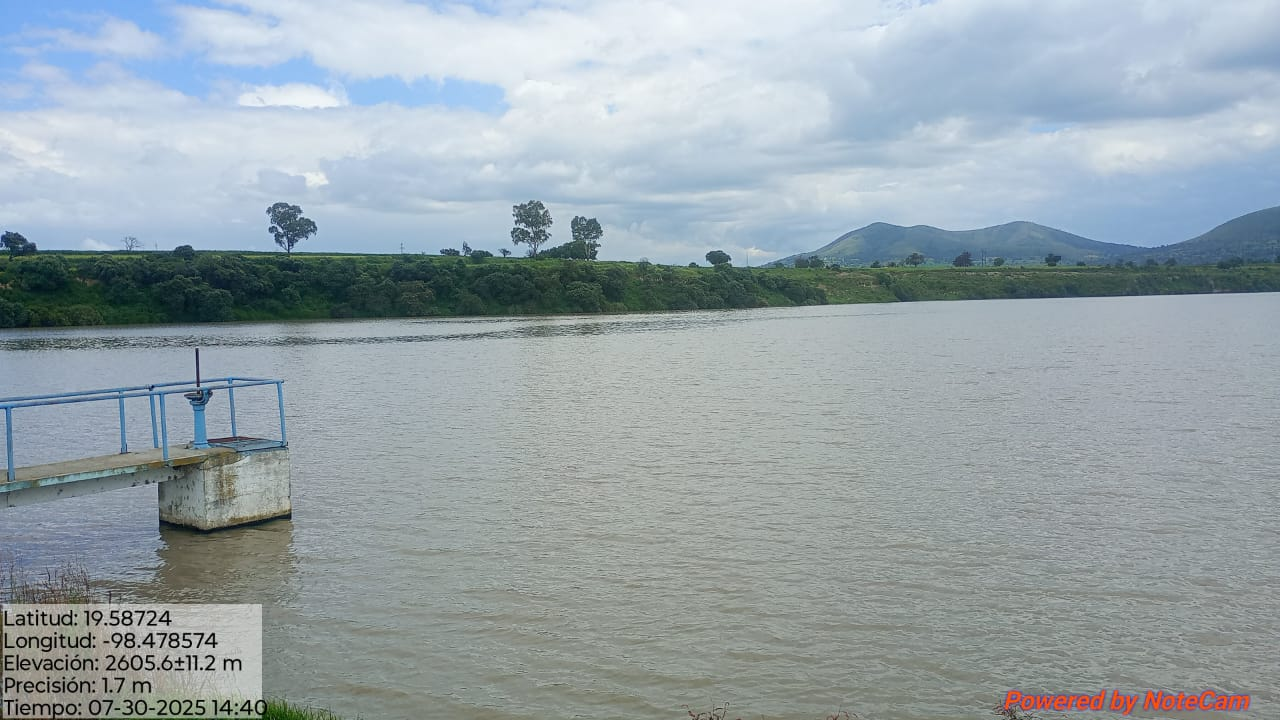 Latitud: 19.58724
Longitud: -98.478574
Elevación: 2605.6±11.2 m
Precisión: 1.7 m
Tiempo: 07-30-2025 14:40
Powered by NoteCam